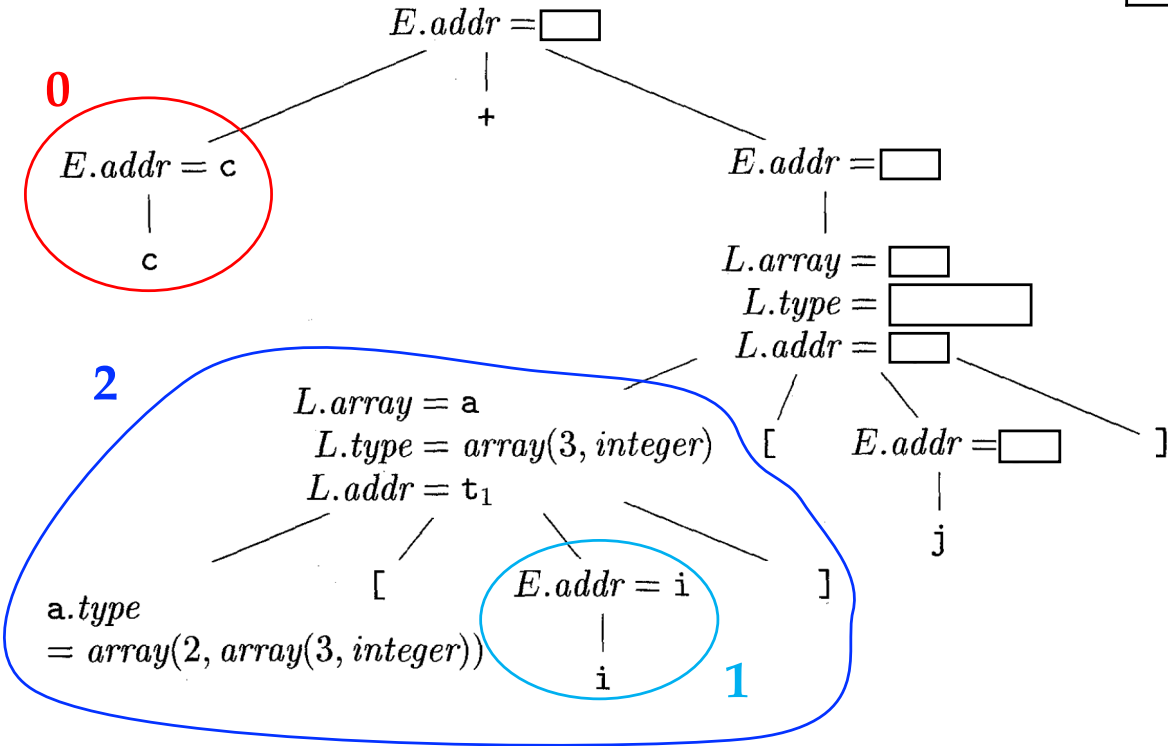 E.addr =
0
+
E.addr = c
E.addr =
c
L.array =
L.type =
L.addr =
2
L.array = a
L.type = array(3, integer)
L.addr = t₁
[
E.addr =
]
j
a.type
= array(2, array(3, integer))
[
E.addr = i
]
i
1